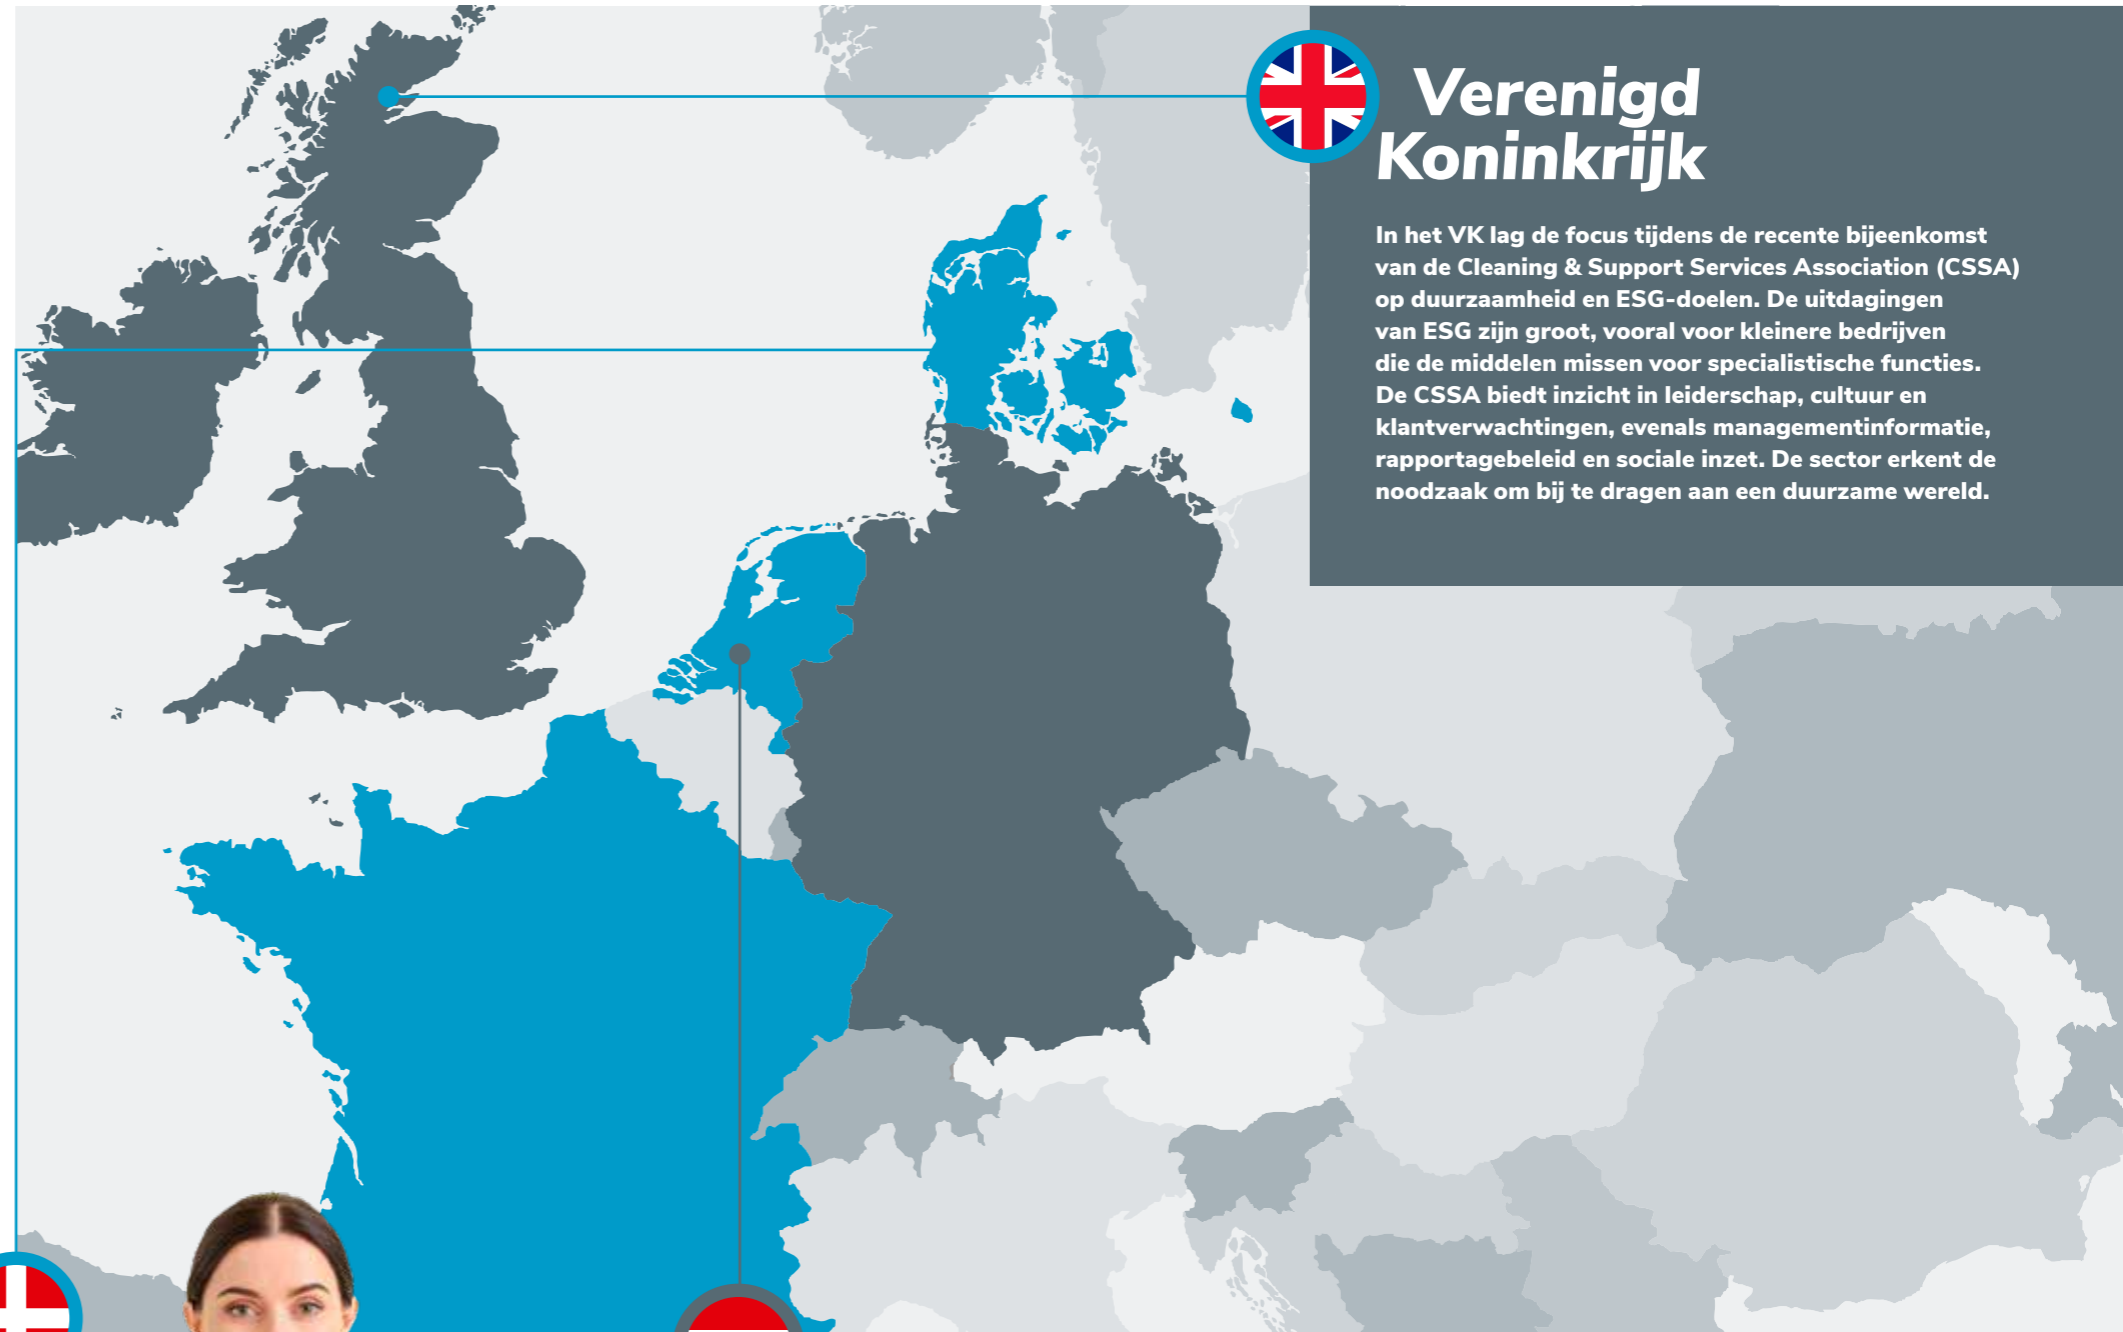 Verenigd
Koninkrijk
In het VK lag de focus tijdens de recente bijeenkomst
van de Cleaning & Support Services Association (CSSA)
op duurzaamheid en ESG-doelen. De uitdagingen
van ESG zijn groot, vooral voor kleinere bedrijven
die de middelen missen voor specialistische functies.
De CSSA biedt inzicht in leiderschap, cultuur en
klantverwachtingen, evenals managementinformatie,
rapportagebeleid en sociale inzet. De sector erkent de
noodzaak om bij te dragen aan een duurzame wereld.